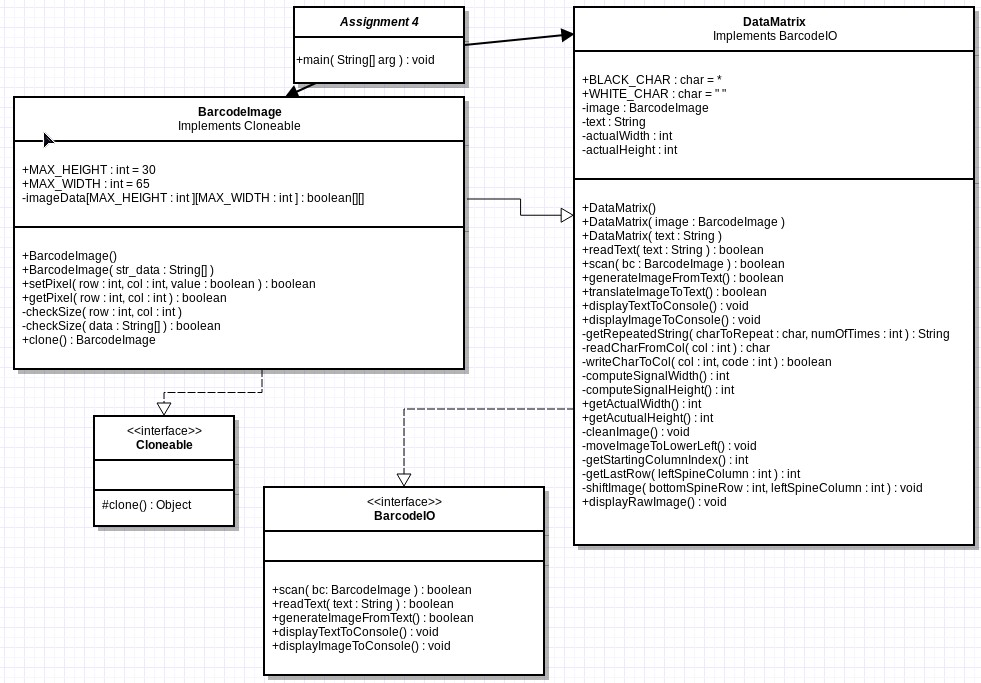 Assignment 4
+main( String[] arg ) : void
BarcodeImage
Implements Cloneable
+MAX_HEIGHT : int = 30
+MAX_WIDTH : int = 65
-imageData[MAX_HEIGHT : int ][MAX_WIDTH : int ] : boolean[][]
+BarcodeImage()
+BarcodeImage( str_data : String[] )
+setPixel( row : int, col : int, value : boolean ) : boolean
+getPixel( row : int, col : int ) : boolean
-checkSize( row : int, col : int )
-checkSize( data : String[] ) : boolean
+clone() : BarcodeImage
DataMatrix
Implements BarcodeIO
+BLACK_CHAR : char = *
+WHITE_CHAR : char = " "
-image : BarcodeImage
-text : String
-actualWidth : int
-actualHeight : int
+DataMatrix()
+DataMatrix( image : BarcodeImage )
+DataMatrix( text : String )
+readText( text : String ) : boolean
+scan( bc : BarcodeImage ) : boolean
+generateImageFromText() : boolean
+translateImageToText() : boolean
+displayTextToConsole() : void
+displayImageToConsole() : void
-getRepeatedString( charToRepeat : char, numOfTimes : int ) : String
-readCharFromCol( col : int ) : char
-writeCharToCol( col : int, code : int ) : boolean
-computeSignalWidth() : int
-computeSignalHeight() : int
+getActualWidth() : int
+getAcutualHeight() : int
-cleanImage() : void
-moveImageToLowerLeft() : void
-getStartingColumnIndex() : int
-getLastRow( leftSpineColumn : int ) : int
-shiftImage( bottomSpineRow : int, leftSpineColumn : int ) : void
+displayRawImage() : void
<<interface>>
Cloneable
#clone() : Object
<<interface>>
BarcodeIO
+scan( bc: BarcodeImage ) : boolean
+readText( text : String ) : boolean
+generateImageFromText() : boolean
+displayTextToConsole() : void
+displayImageToConsole() : void